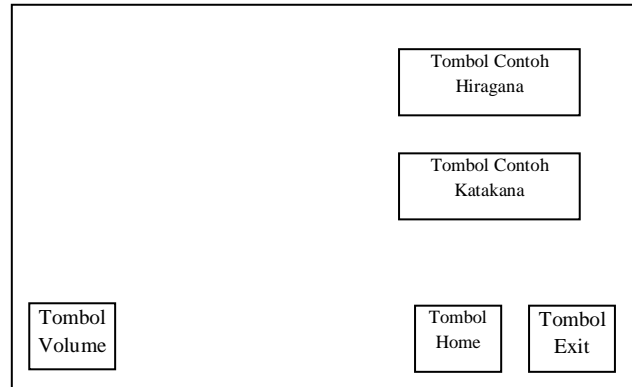 Tombol Contoh
Hiragana
Tombol Contoh
Katakana
Tombol
Volume
Tombol
Home
Tombol
Exit